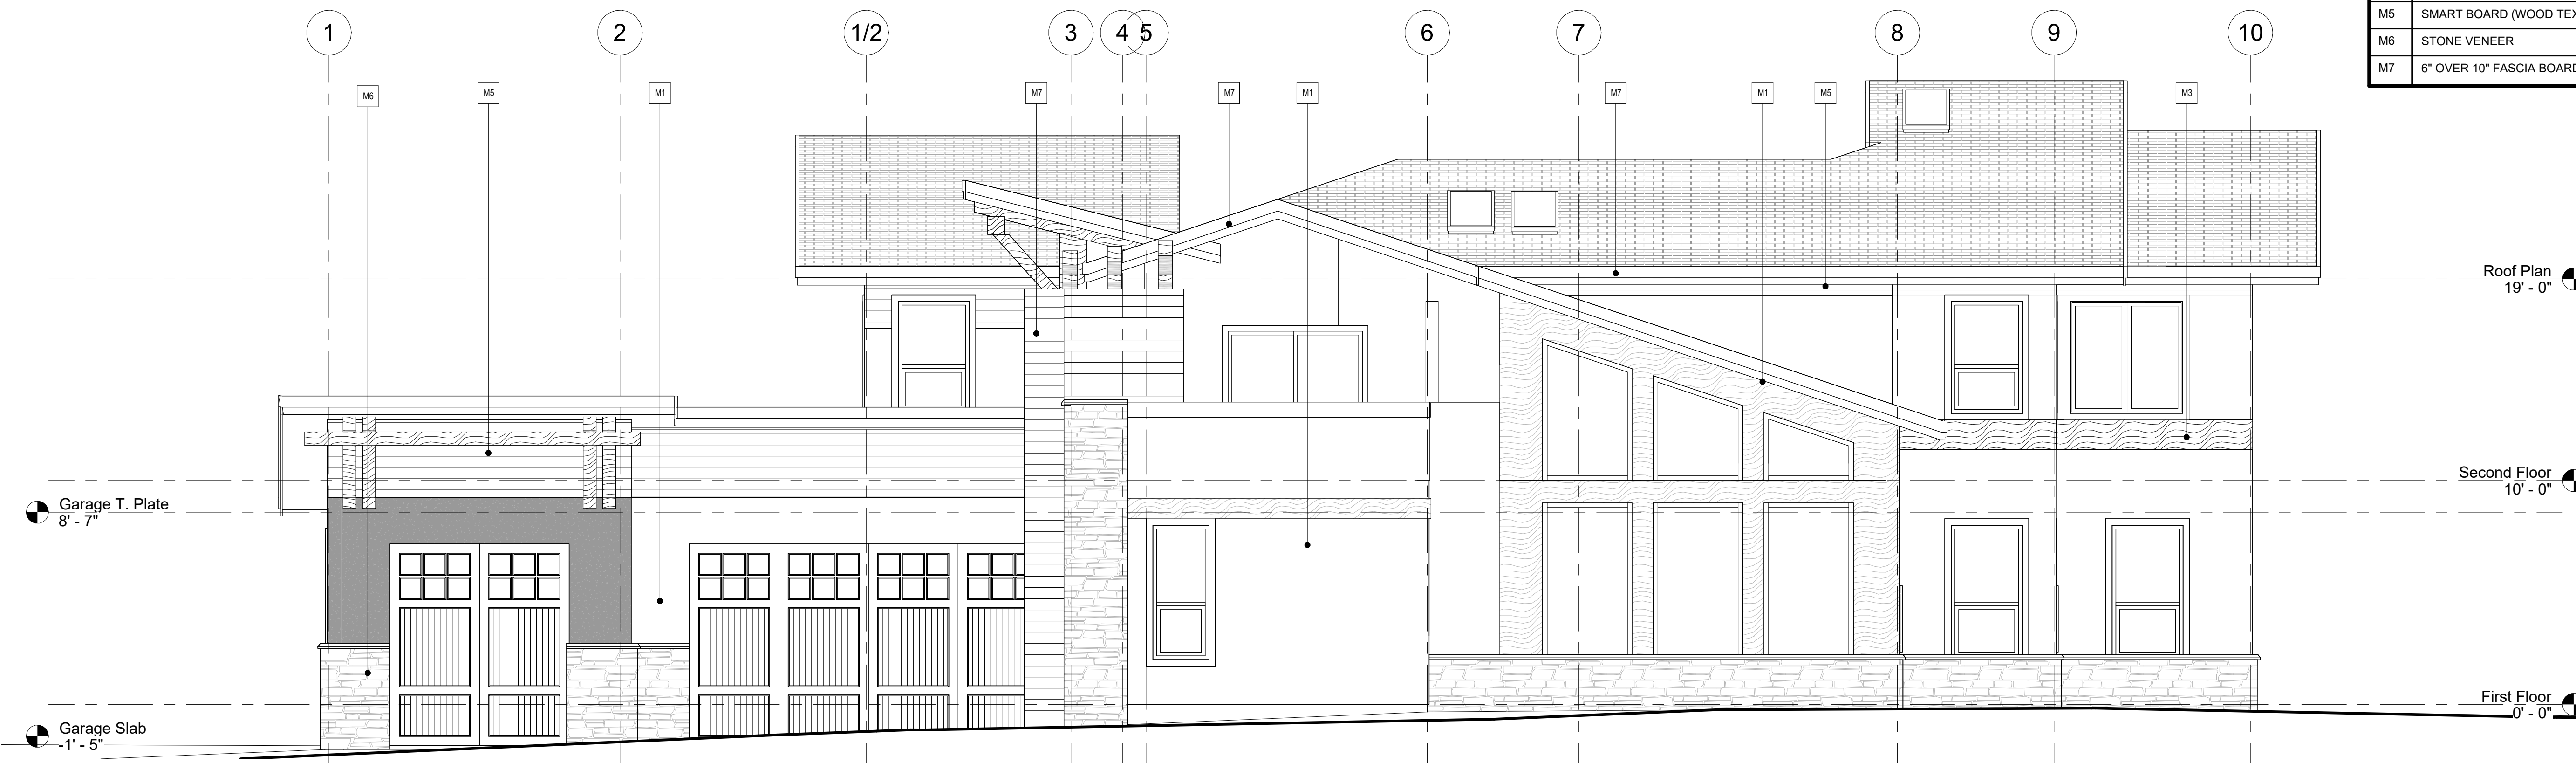 1 2 1/2 3 4 5 6 7 8 9 10
M5 SMART BOARD (WOOD TEX
M6 STONE VENEER
M7 6" OVER 10" FASCIA BOARD
M6 M5 M1 M7 M7 M1 M7 M1 M5 M3
Roof Plan
19' - 0"
Second Floor
10' - 0"
Garage T. Plate
8' - 7"
First Floor
0' - 0"
Garage Slab
-1' - 5"